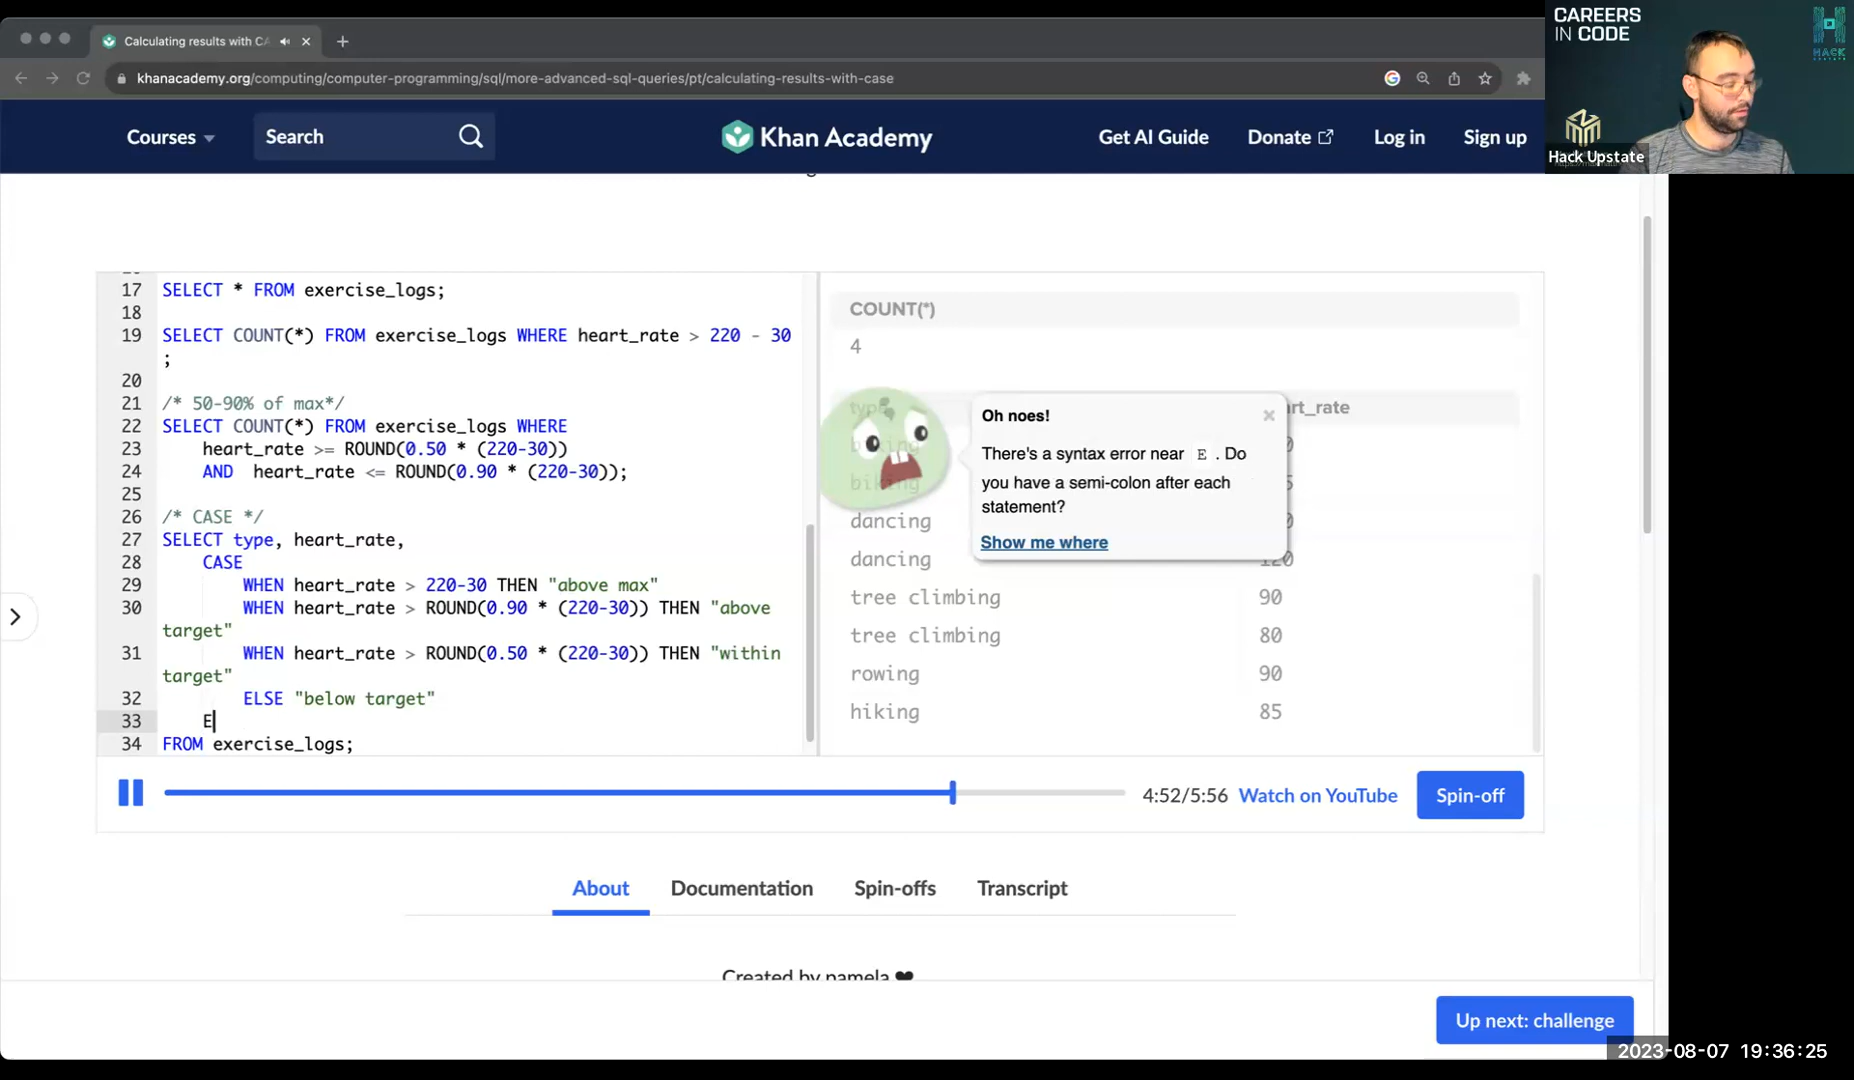 Calculating results with CA
khanacademy.org/computing/computer-programming/sql/more-advanced-sql-queries/pt/calculating-results-with-case
CAREERS
IN CODE
HACK
UPSTATE
Hack Upstate
Courses
Search
Khan Academy
Get AI Guide
Donate
Log in
Sign up
17 SELECT * FROM exercise_logs;
18
19 SELECT COUNT(*) FROM exercise_logs WHERE heart_rate > 220 - 30
;
20
21 /* 50-90% of max*/
22 SELECT COUNT(*) FROM exercise_logs WHERE
23 heart_rate >= ROUND(0.50 * (220-30))
24 AND heart_rate <= ROUND(0.90 * (220-30));
25
26 /* CASE */
27 SELECT type, heart_rate,
28 CASE
29 WHEN heart_rate > 220-30 THEN "above max"
30 WHEN heart_rate > ROUND(0.90 * (220-30)) THEN "above
target"
31 WHEN heart_rate > ROUND(0.50 * (220-30)) THEN "within
target"
32 ELSE "below target"
33 E
34 FROM exercise_logs;
COUNT(*)
4
type rt_rate
biking
biking
dancing
dancing 120
tree climbing 90
tree climbing 80
rowing 90
hiking 85
Oh noes!
There's a syntax error near E . Do
you have a semi-colon after each
statement?
Show me where
4:52/5:56
Watch on YouTube
Spin-off
About
Documentation
Spin-offs
Transcript
Created by pamela
Up next: challenge
2023-08-07 19:36:25